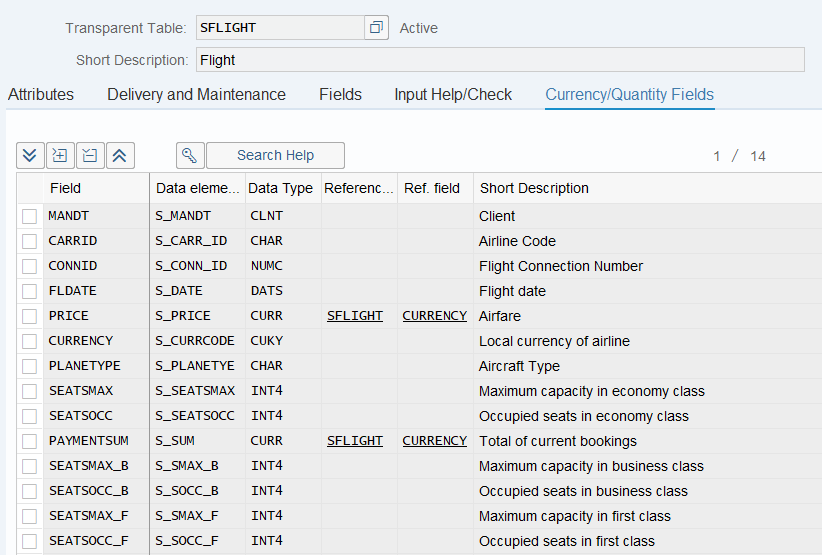 Transparent Table: SFLIGHT Active
Short Description: Flight
Attributes Delivery and Maintenance Fields Input Help/Check Currency/Quantity Fields
Search Help 1 / 14
Field Data eleme... Data Type Referenc... Ref. field Short Description
MANDT S_MANDT CLNT Client
CARRID S_CARR_ID CHAR Airline Code
CONNID S_CONN_ID NUMC Flight Connection Number
FLDATE S_DATE DATS Flight date
PRICE S_PRICE CURR SFLIGHT CURRENCY Airfare
CURRENCY S_CURRCODE CUKY Local currency of airline
PLANETYPE S_PLANETYE CHAR Aircraft Type
SEATSMAX S_SEATSMAX INT4 Maximum capacity in economy class
SEATSOCC S_SEATSOCC INT4 Occupied seats in economy class
PAYMENTSUM S_SUM CURR SFLIGHT CURRENCY Total of current bookings
SEATSMAX_B S_SMAX_B INT4 Maximum capacity in business class
SEATSOCC_B S_SOCC_B INT4 Occupied seats in business class
SEATSMAX_F S_SMAX_F INT4 Maximum capacity in first class
SEATSOCC_F S_SOCC_F INT4 Occupied seats in first class